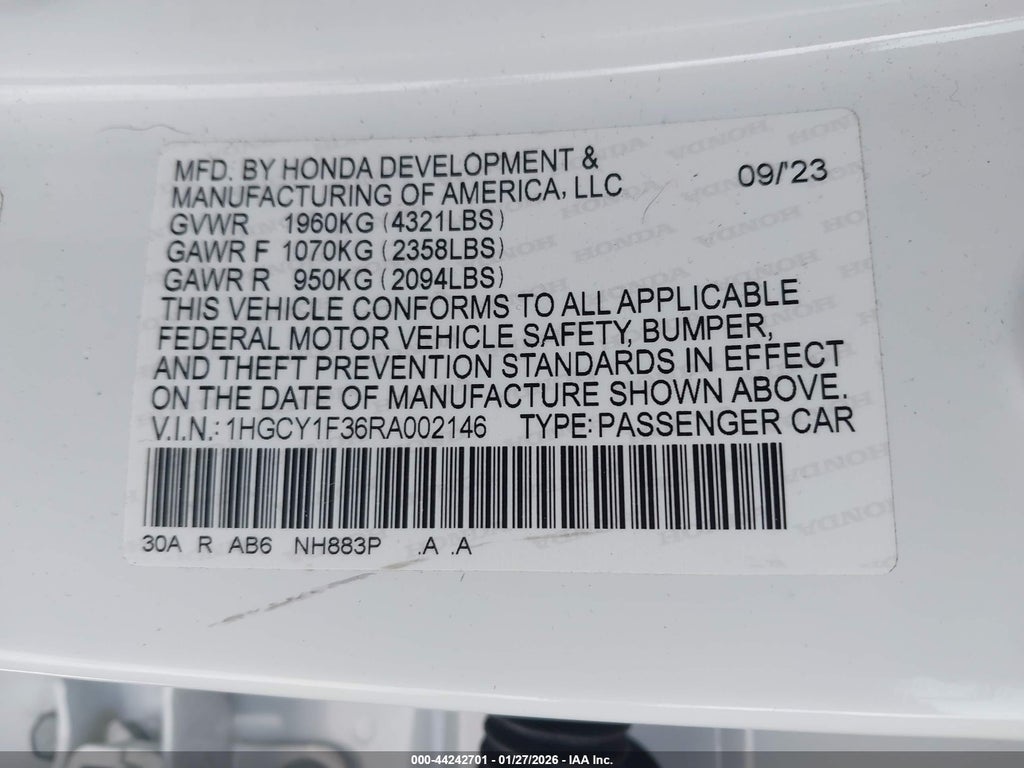 MFD. BY HONDA DEVELOPMENT &
MANUFACTURING OF AMERICA, LLC 09/'23
GVWR 1960KG (4321LBS)
GAWR F 1070KG (2358LBS)
GAWR R 950KG (2094LBS)
THIS VEHICLE CONFORMS TO ALL APPLICABLE
FEDERAL MOTOR VEHICLE SAFETY, BUMPER,
AND THEFT PREVENTION STANDARDS IN EFFECT
ON THE DATE OF MANUFACTURE SHOWN ABOVE.
V.I.N.: 1HGCY1F36RA002146 TYPE: PASSENGER CAR
30A R AB6 NH883P .A .A
000-44242701 - 01/27/2026 - IAA Inc.